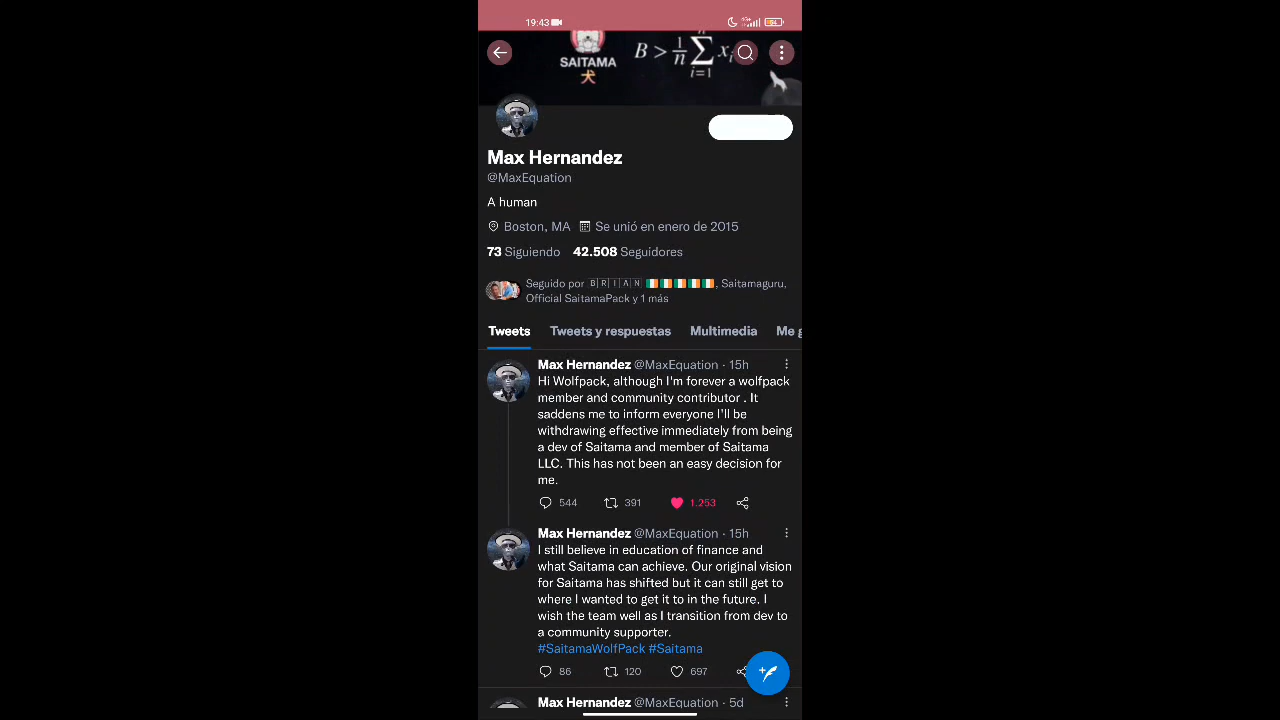 19:43
SAITAMA
犬
B > 1/n ∑ xi
n
i=1
Max Hernandez
@MaxEquation
A human
Boston, MA Se unió en enero de 2015
73 Siguiendo 42.508 Seguidores
Seguido por 🄱🅁🄸🄰🄽 🇮🇪🇮🇪🇮🇪🇮🇪🇮🇪, Saitamaguru,
Official SaitamaPack y 1 más
Tweets Tweets y respuestas Multimedia Me g
Max Hernandez @MaxEquation · 15h
Hi Wolfpack, although I'm forever a wolfpack
member and community contributor . It
saddens me to inform everyone I'll be
withdrawing effective immediately from being
a dev of Saitama and member of Saitama
LLC. This has not been an easy decision for
me.
544 391 1.253
Max Hernandez @MaxEquation · 15h
I still believe in education of finance and
what Saitama can achieve. Our original vision
for Saitama has shifted but it can still get to
where I wanted to get it to in the future. I
wish the team well as I transition from dev to
a community supporter.
#SaitamaWolfPack #Saitama
86 120 697
Max Hernandez @MaxEquation · 5d